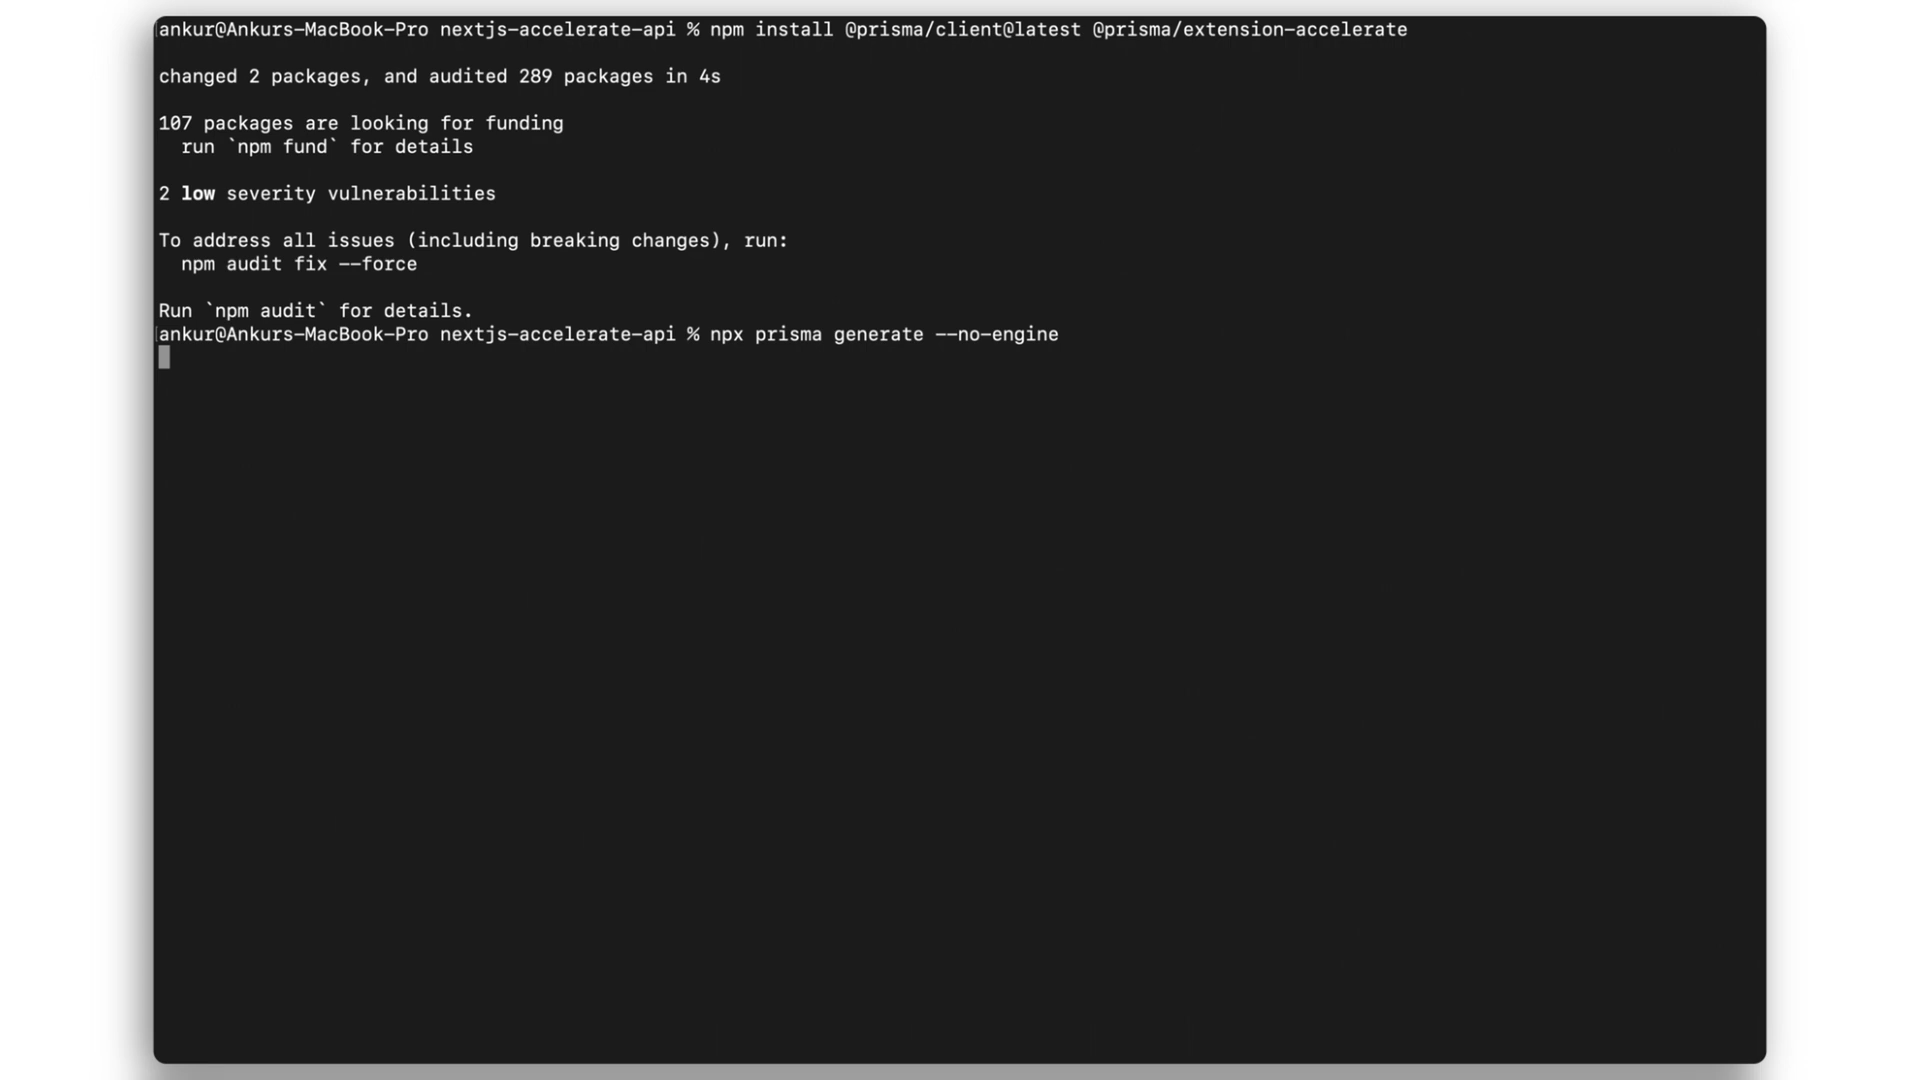 ankur@Ankurs-MacBook-Pro nextjs-accelerate-api % npm install @prisma/client@latest @prisma/extension-accelerate
changed 2 packages, and audited 289 packages in 4s
107 packages are looking for funding
run `npm fund` for details
2 low severity vulnerabilities
To address all issues (including breaking changes), run:
npm audit fix --force
Run `npm audit` for details.
ankur@Ankurs-MacBook-Pro nextjs-accelerate-api % npx prisma generate --no-engine